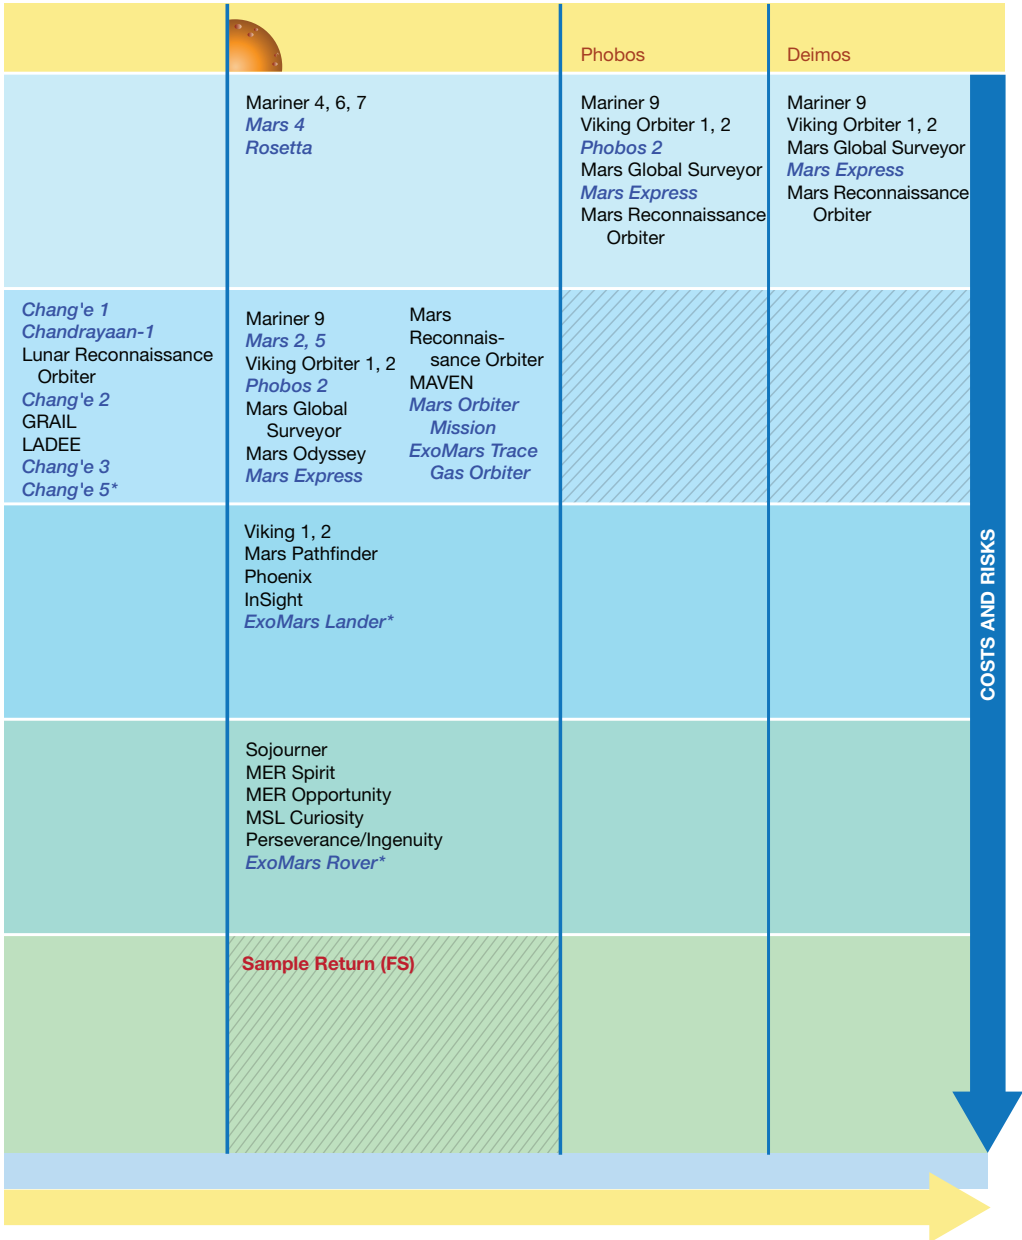 Phobos
Deimos
Mariner 4, 6, 7
Mars 4
Rosetta
Mariner 9
Viking Orbiter 1, 2
Phobos 2
Mars Global Surveyor
Mars Express
Mars Reconnaissance
Orbiter
Mariner 9
Viking Orbiter 1, 2
Mars Global Surveyor
Mars Express
Mars Reconnaissance
Orbiter
Chang'e 1
Chandrayaan-1
Lunar Reconnaissance
Orbiter
Chang'e 2
GRAIL
LADEE
Chang'e 3
Chang'e 5*
Mariner 9
Mars 2, 5
Viking Orbiter 1, 2
Phobos 2
Mars Global
Surveyor
Mars Odyssey
Mars Express
Mars
Reconnais-
sance Orbiter
MAVEN
Mars Orbiter
Mission
ExoMars Trace
Gas Orbiter
Viking 1, 2
Mars Pathfinder
Phoenix
InSight
ExoMars Lander*
Sojourner
MER Spirit
MER Opportunity
MSL Curiosity
Perseverance/Ingenuity
ExoMars Rover*
Sample Return (FS)
COSTS AND RISKS